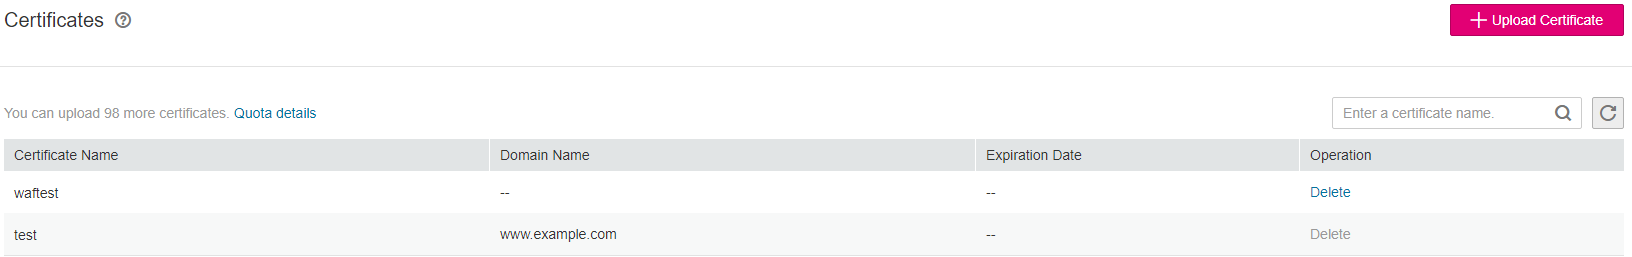 Certificates ?
+ Upload Certificate
You can upload 98 more certificates. Quota details
Enter a certificate name.
Certificate Name Domain Name Expiration Date Operation
waftest -- -- Delete
test www.example.com -- Delete